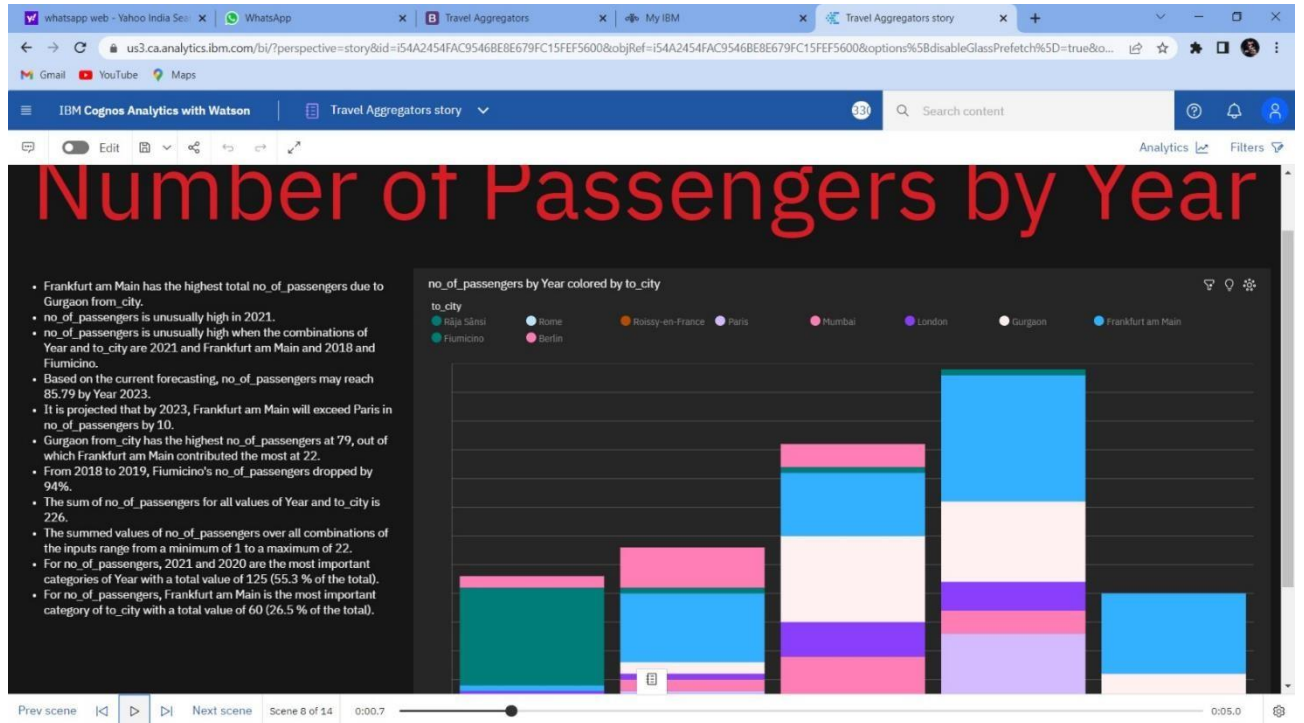 whatsapp web - Yahoo India Sear
WhatsApp
Travel Aggregators
My IBM
Travel Aggregators story
us3.ca.analytics.ibm.com/bi/?perspective=story&id=i54A2454FAC9546BE8E679FC15FEF5600&objRef=i54A2454FAC9546BE8E679FC15FEF5600&options%5BdisableGlassPrefetch%5D=true&o...
Gmail YouTube Maps
IBM Cognos Analytics with Watson
Travel Aggregators story
Search content
Edit
Analytics
Filters
Number of Passengers by Year
• Frankfurt am Main has the highest total no_of_passengers due to
Gurgaon from_city.
• no_of_passengers is unusually high in 2021.
• no_of_passengers is unusually high when the combinations of
Year and to_city are 2021 and Frankfurt am Main and 2018 and
Fiumicino.
• Based on the current forecasting, no_of_passengers may reach
85.79 by Year 2023.
• It is projected that by 2023, Frankfurt am Main will exceed Paris in
no_of_passengers by 10.
• Gurgaon from_city has the highest no_of_passengers at 79, out of
which Frankfurt am Main contributed the most at 22.
• From 2018 to 2019, Fiumicino's no_of_passengers dropped by
94%.
• The sum of no_of_passengers for all values of Year and to_city is
226.
• The summed values of no_of_passengers over all combinations of
the inputs range from a minimum of 1 to a maximum of 22.
• For no_of_passengers, 2021 and 2020 are the most important
categories of Year with a total value of 125 (55.3 % of the total).
• For no_of_passengers, Frankfurt am Main is the most important
category of to_city with a total value of 60 (26.5 % of the total).
no_of_passengers by Year colored by to_city
to_city
Rāja Sānsi Rome Roissy-en-France Paris Mumbai London Gurgaon Frankfurt am Main
Fiumicino Berlin
Prev scene Next scene Scene 8 of 14 0:00.7 0:05.0